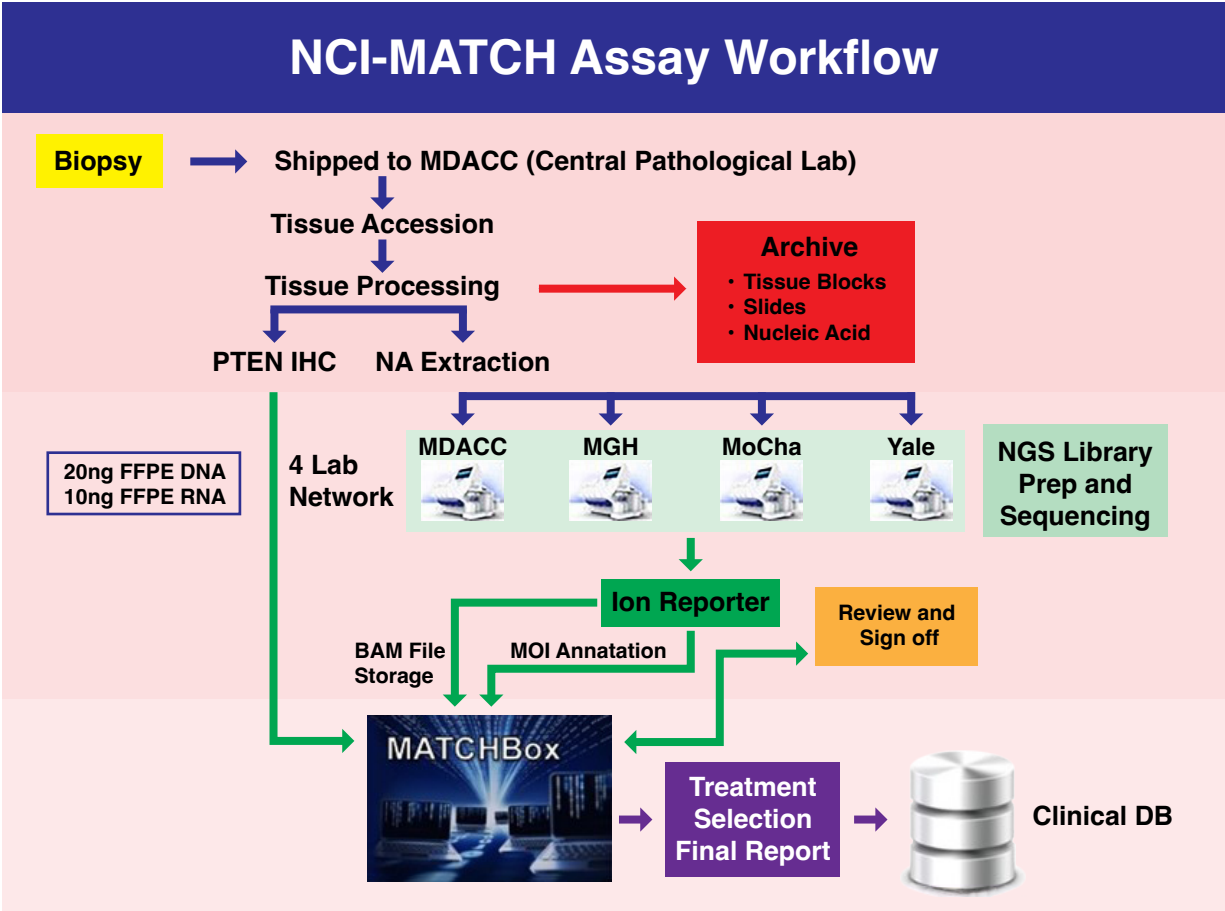 NCI-MATCH Assay Workflow
Biopsy
Shipped to MDACC (Central Pathological Lab)
Tissue Accession
Tissue Processing
Archive
· Tissue Blocks
· Slides
· Nucleic Acid
PTEN IHC
NA Extraction
20ng FFPE DNA
10ng FFPE RNA
4 Lab
Network
MDACC
MGH
MoCha
Yale
NGS Library
Prep and
Sequencing
Ion Reporter
Review and
Sign off
BAM File
Storage
MOI Annatation
MATCHBox
Treatment
Selection
Final Report
Clinical DB